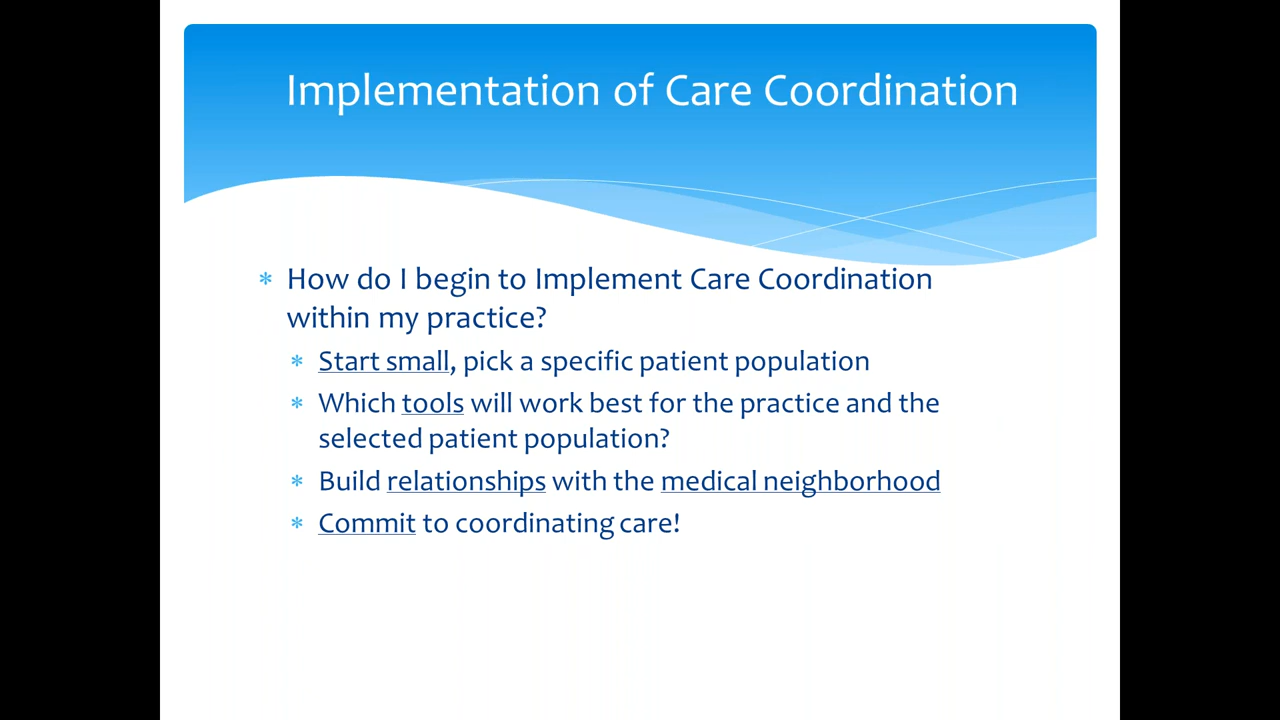 Implementation of Care Coordination
* How do I begin to Implement Care Coordination
within my practice?
* Start small, pick a specific patient population
* Which tools will work best for the practice and the
selected patient population?
* Build relationships with the medical neighborhood
* Commit to coordinating care!